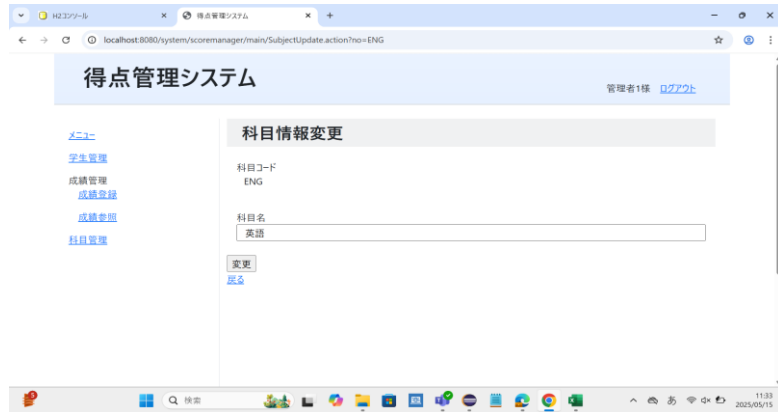 H2コンソール
得点管理システム
localhost:8080/system/scoremanager/main/SubjectUpdate.action?no=ENG
得点管理システム
管理者1様 ログアウト
メニュー
学生管理
成績管理
成績登録
成績参照
科目管理
科目情報変更
科目コード
ENG
科目名
英語
変更
戻る
検索
あ
11:33
2025/05/15